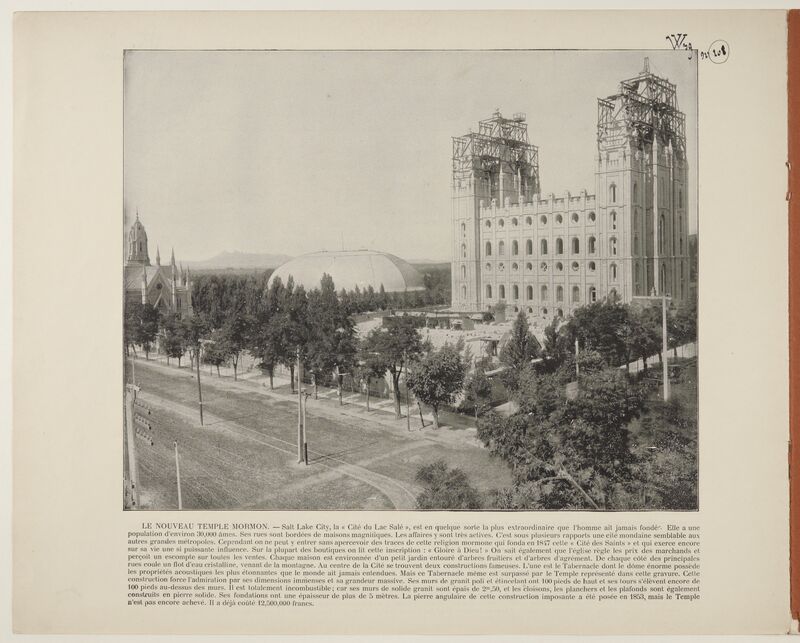 LE NOUVEAU TEMPLE MORMON. — Salt Lake City, la « Cité du Lac Salé », est en quelque sorte la plus extraordinaire que l'homme ait jamais fondé. Elle a une
population d'environ 30,000 âmes. Ses rues sont bordées de maisons magnifiques. Les affaires y sont très actives. C'est sous plusieurs rapports une cité mondaine semblable aux
autres grandes métropoles. Cependant on ne peut y entrer sans apercevoir des traces de cette religion mormone qui fonda en 1847 cette « Cité des Saints » et qui exerce encore
sur sa vie une si puissante influence. Sur la plupart des boutiques on lit cette inscription : « Gloire à Dieu! » On sait également que l'église règle les prix des marchands et
perçoit un escompte sur toutes les ventes. Chaque maison est environnée d'un petit jardin entouré d'arbres fruitiers et d'arbres d'agrément. De chaque côté des principales
rues coule un flot d'eau cristalline, venant de la montagne. Au centre de la Cité se trouvent deux constructions fameuses. L'une est le Tabernacle dont le dôme énorme possède
les propriétés acoustiques les plus étonnantes que le monde ait jamais entendues. Mais ce Tabernacle même est surpassé par le Temple représenté dans cette gravure. Cette
construction force l'admiration par ses dimensions immenses et sa grandeur massive. Ses murs de granit poli et étincelant ont 100 pieds de haut et ses tours s'élèvent encore de
100 pieds au-dessus des murs. Il est totalement incombustible; car ses murs de solide granit sont épais de 2m,50, et les cloisons, les planchers et les plafonds sont également
construits en pierre solide. Ses fondations ont une épaisseur de plus de 5 mètres. La pierre angulaire de cette construction imposante a été posée en 1853, mais le Temple
n'est pas encore achevé. Il a déjà coûté 12,500,000 francs.